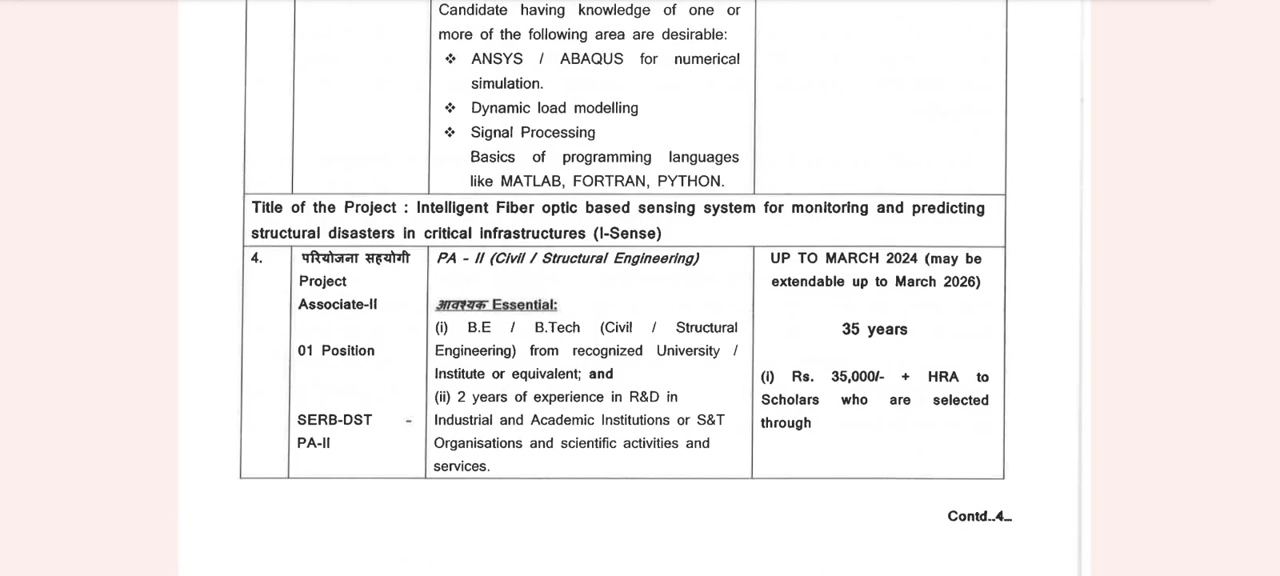 Candidate having knowledge of one or
more of the following area are desirable:
❖ ANSYS / ABAQUS for numerical
simulation.
❖ Dynamic load modelling
❖ Signal Processing
Basics of programming languages
like MATLAB, FORTRAN, PYTHON.
Title of the Project : Intelligent Fiber optic based sensing system for monitoring and predicting
structural disasters in critical infrastructures (I-Sense)
4.
परियोजना सहयोगी
Project
Associate-II
01 Position
SERB-DST -
PA-II
PA - II (Civil / Structural Engineering)
आवश्यक Essential:
(i) B.E / B.Tech (Civil / Structural
Engineering) from recognized University /
Institute or equivalent; and
(ii) 2 years of experience in R&D in
Industrial and Academic Institutions or S&T
Organisations and scientific activities and
services.
UP TO MARCH 2024 (may be
extendable up to March 2026)
35 years
(i) Rs. 35,000/- + HRA to
Scholars who are selected
through
Contd..4..